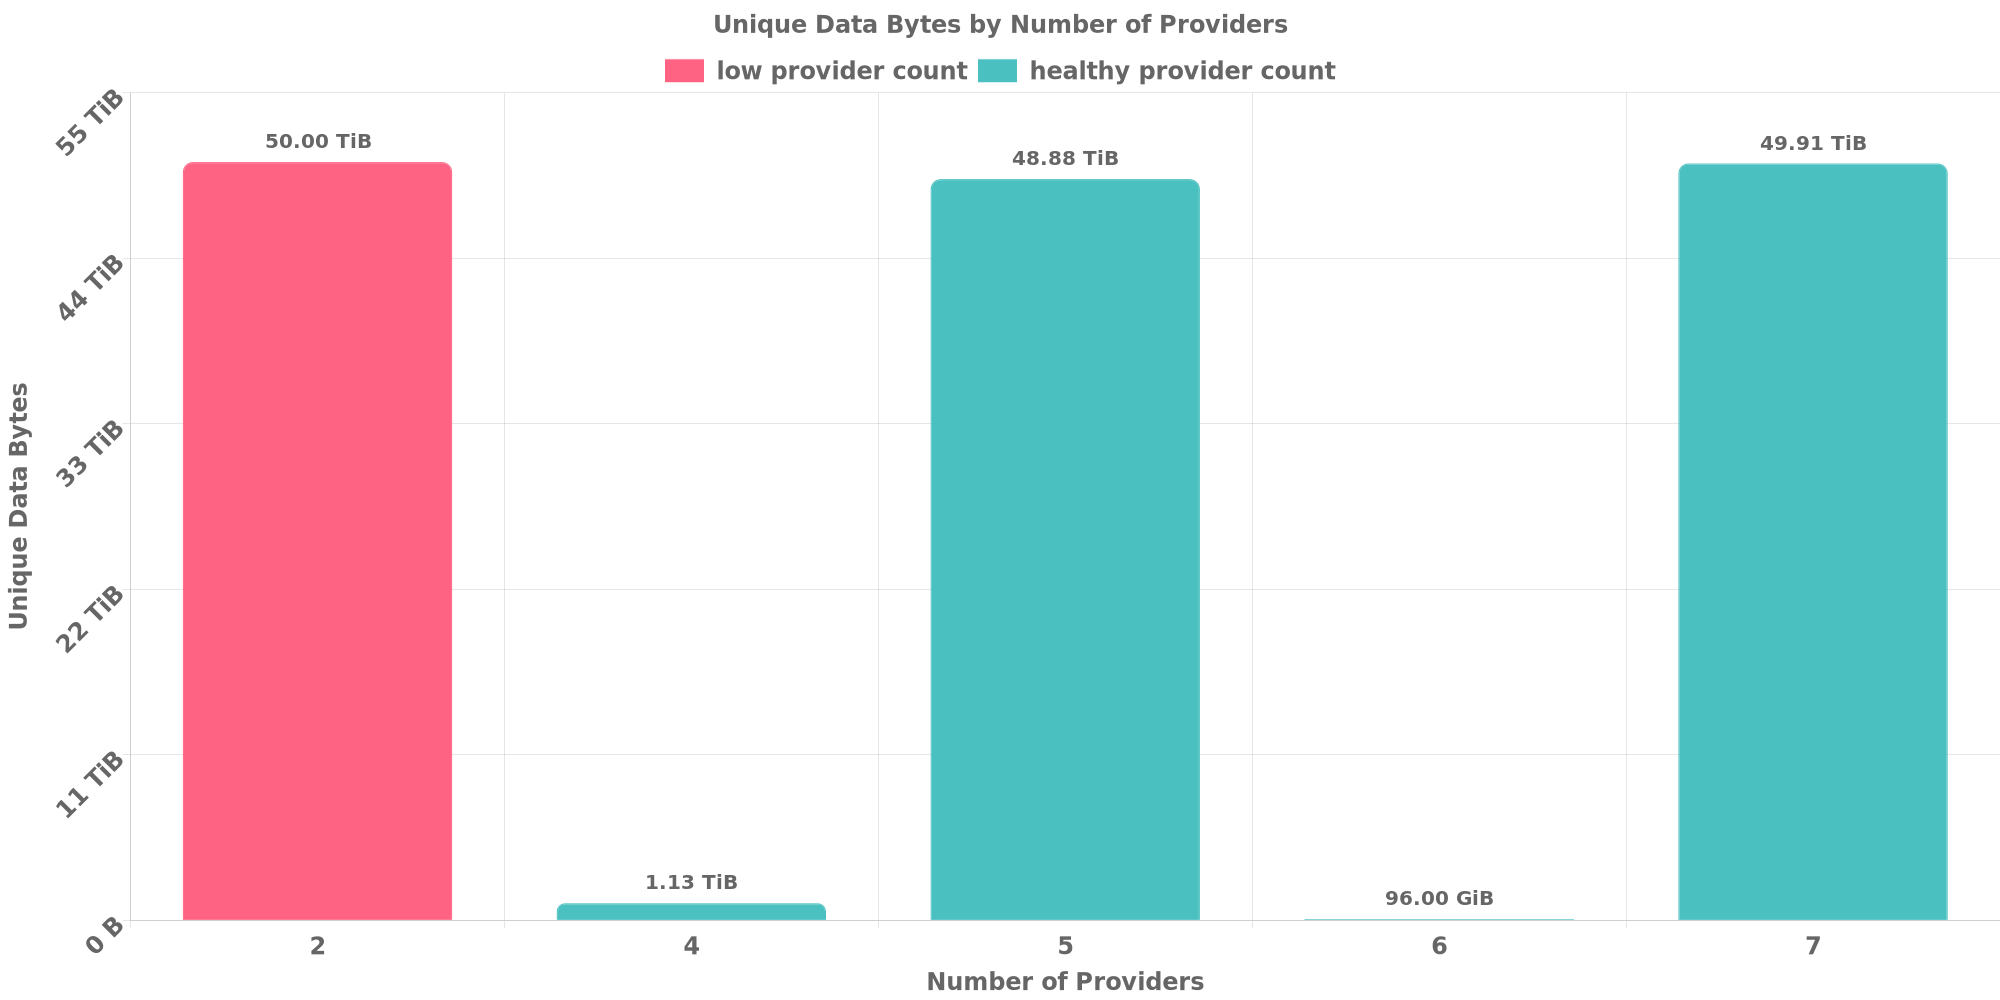 Unique Data Bytes by Number of Providers
low provider count
healthy provider count
55 TiB
44 TiB
33 TiB
22 TiB
11 TiB
0 B
Unique Data Bytes
50.00 TiB
1.13 TiB
48.88 TiB
96.00 GiB
49.91 TiB
2
4
5
6
7
Number of Providers